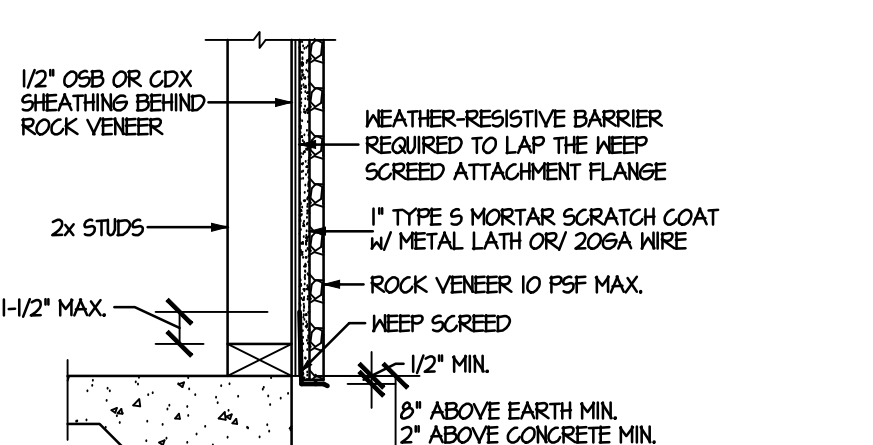 1/2" OSB OR CDX
SHEATHING BEHIND
ROCK VENEER
WEATHER-RESISTIVE BARRIER
REQUIRED TO LAP THE WEEP
SCREED ATTACHMENT FLANGE
2x STUDS
1" TYPE S MORTAR SCRATCH COAT
W/ METAL LATH OR/ 20GA WIRE
ROCK VENEER 10 PSF MAX.
1-1/2" MAX.
WEEP SCREED
1/2" MIN.
8" ABOVE EARTH MIN.
2" ABOVE CONCRETE MIN.